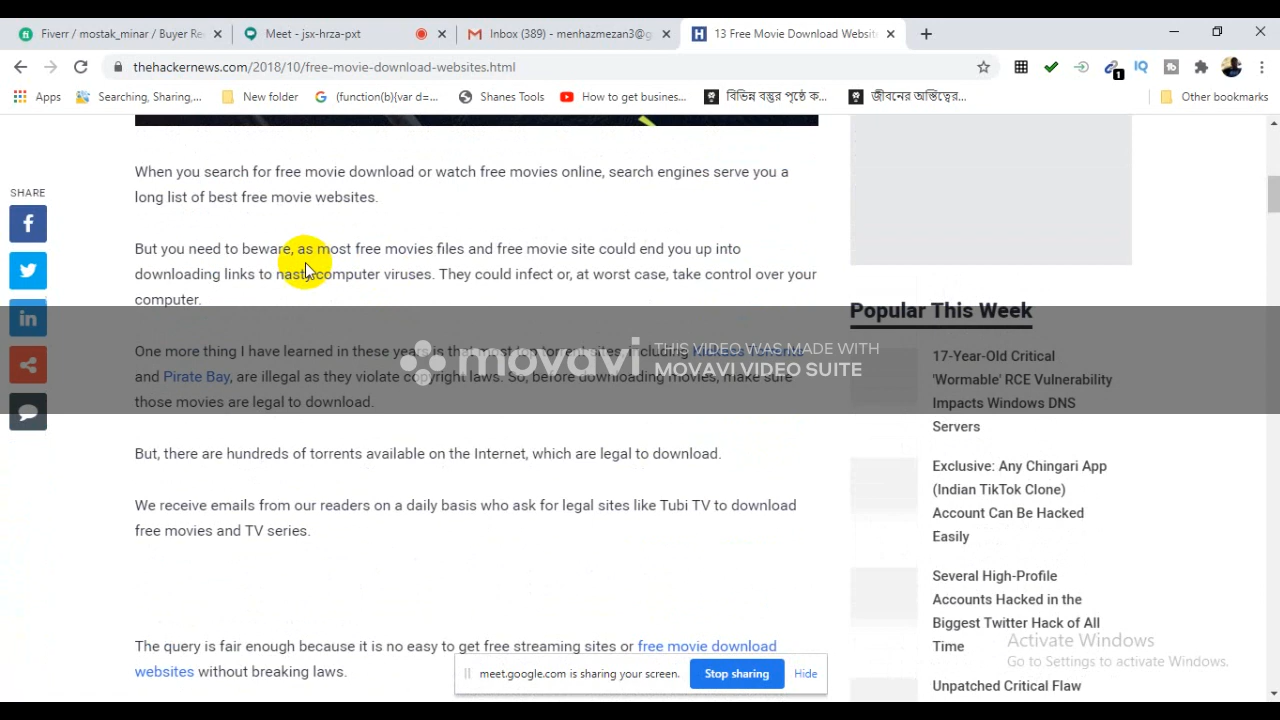 Fiverr / mostak_minar / Buyer Re
Meet - jsx-hrza-pxt
Inbox (389) - menhazmezan3@g
13 Free Movie Download Websit
thehackernews.com/2018/10/free-movie-download-websites.html
1
IQ
Apps
Searching, Sharing,...
New folder
(function(b){var d=...
Shanes Tools
How to get busines...
বিভিন্ন বস্তুর পৃষ্ঠে ক...
জীবনের অস্তিত্বের...
Other bookmarks
When you search for free movie download or watch free movies online, search engines serve you a
long list of best free movie websites.
SHARE
But you need to beware, as most free movies files and free movie site could end you up into
downloading links to nasty computer viruses. They could infect or, at worst case, take control over your
computer.
One more thing I have learned in these years is that most top torrent sites, including
and Pirate Bay, are illegal as they violate copyright laws. So, before downloading movies, make sure
those movies are legal to download.
movavi
THIS VIDEO WAS MADE WITH
MOVAVI VIDEO SUITE
But, there are hundreds of torrents available on the Internet, which are legal to download.
We receive emails from our readers on a daily basis who ask for legal sites like Tubi TV to download
free movies and TV series.
The query is fair enough because it is no easy to get free streaming sites or free movie download
websites without breaking laws.
Popular This Week
17-Year-Old Critical
'Wormable' RCE Vulnerability
Impacts Windows DNS
Servers
Exclusive: Any Chingari App
(Indian TikTok Clone)
Account Can Be Hacked
Easily
Several High-Profile
Accounts Hacked in the
Biggest Twitter Hack of All
Time
Unpatched Critical Flaw
Activate Windows
Go to Settings to activate Windows.
meet.google.com is sharing your screen.
Stop sharing
Hide